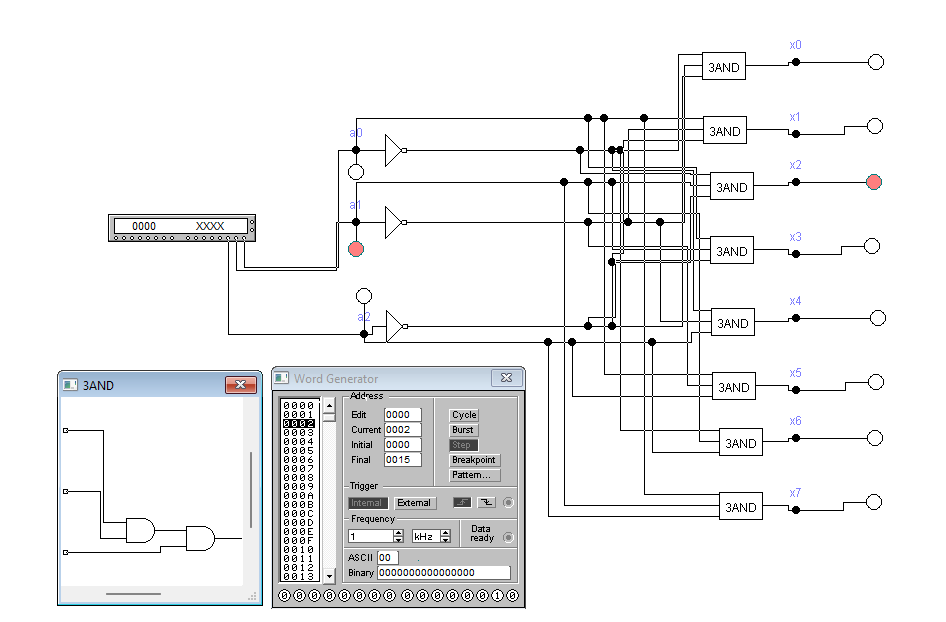 x0
3AND
x1
a0
3AND
x2
3AND
a1
0000 XXXX
x3
3AND
x4
a2
3AND
x5
3AND
x6
3AND
x7
3AND
3AND
Word Generator
Address
0000
0001
0002
0003
0004
0005
0006
0007
0008
0009
000A
000B
000C
000D
000E
000F
0010
0011
0012
0013
Edit 0000 Cycle
Current 0002 Burst
Initial 0000 Step
Final 0015 Breakpoint
Pattern...
Trigger
Internal External
Frequency
1 kHz
Data
ready
ASCII 00
Binary 0000000000000000
0 0 0 0 0 0 0 0 0 0 0 0 0 0 1 0